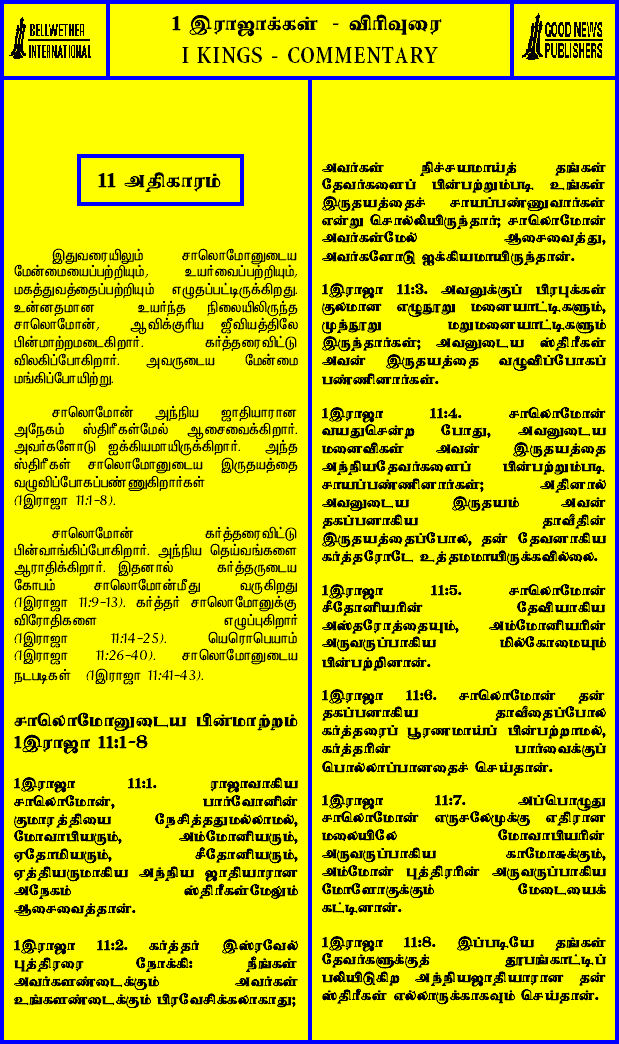 BELLWETHER
INTERNATIONAL
1 இராஜாக்கள் - விரிவுரை
I KINGS - COMMENTARY
GOOD NEWS
PUBLISHERS
11 அதிகாரம்
இதுவரையிலும் சாலொமோனுடைய
மேன்மையைப்பற்றியும், உயர்வைப்பற்றியும்,
மகத்துவத்தைப்பற்றியும் எழுதப்பட்டிருக்கிறது.
உன்னதமான உயர்ந்த நிலையிலிருந்த
சாலொமோன், ஆவிக்குரிய ஜீவியத்திலே
பின்மாற்றமடைகிறார். கர்த்தரைவிட்டு
விலகிப்போகிறார். அவருடைய மேன்மை
மங்கிப்போயிற்று.
சாலொமோன் அந்நிய ஜாதியாரான
அநேகம் ஸ்திரீகள்மேல் ஆசைவைக்கிறார்.
அவர்களோடு ஐக்கியமாயிருக்கிறார். அந்த
ஸ்திரீகள் சாலொமோனுடைய இருதயத்தை
வழுவிப்போகப்பண்ணுகிறார்கள்
(1இராஜா 11:1-8).
சாலொமோன் கர்த்தரைவிட்டு
பின்வாங்கிப்போகிறார். அந்நிய தெய்வங்களை
ஆராதிக்கிறார். இதனால் கர்த்தருடைய
கோபம் சாலொமோன்மீது வருகிறது
(1இராஜா 11:9-13). கர்த்தர் சாலொமோனுக்கு
விரோதிகளை எழுப்புகிறார்
(1இராஜா 11:14-25). யெரொபெயாம்
(1இராஜா 11:26-40). சாலொமோனுடைய
நடபடிகள் (1இராஜா 11:41-43).
சாலொமோனுடைய பின்மாற்றம்
1இராஜா 11:1-8
1இராஜா 11:1. ராஜாவாகிய
சாலொமோன், பார்வோனின்
குமாரத்தியை நேசித்ததுமல்லாமல்,
மோவாபியரும், அம்மோனியரும்,
ஏதோமியரும், சீதோனியரும்,
ஏத்தியருமாகிய அந்நிய ஜாதியாரான
அநேகம் ஸ்திரீகள்மேலும்
ஆசைவைத்தான்.
1இராஜா 11:2. கர்த்தர் இஸ்ரவேல்
புத்திரரை நோக்கி: நீங்கள்
அவர்களண்டைக்கும் அவர்கள்
உங்களண்டைக்கும் பிரவேசிக்கலாகாது;
அவர்கள் நிச்சயமாய்த் தங்கள்
தேவர்களைப் பின்பற்றும்படி உங்கள்
இருதயத்தைச் சாயப்பண்ணுவார்கள்
என்று சொல்லியிருந்தார்; சாலொமோன்
அவர்கள்மேல் ஆசைவைத்து,
அவர்களோடு ஐக்கியமாயிருந்தான்.
1இராஜா 11:3. அவனுக்குப் பிரபுக்கள்
குலமான எழுநூறு மனையாட்டிகளும்,
முந்நூறு மறுமனையாட்டிகளும்
இருந்தார்கள்; அவனுடைய ஸ்திரீகள்
அவன் இருதயத்தை வழுவிப்போகப்
பண்ணினார்கள்.
1இராஜா 11:4. சாலொமோன்
வயதுசென்ற போது, அவனுடைய
மனைவிகள் அவன் இருதயத்தை
அந்நியதேவர்களைப் பின்பற்றும்படி
சாயப்பண்ணினார்கள்; அதினால்
அவனுடைய இருதயம் அவன்
தகப்பனாகிய தாவீதின்
இருதயத்தைப்போல, தன் தேவனாகிய
கர்த்தரோடே உத்தமமாயிருக்கவில்லை.
1இராஜா 11:5. சாலொமோன்
சீதோனியரின் தேவியாகிய
அஸ்தரோத்தையும், அம்மோனியரின்
அருவருப்பாகிய மில்கோமையும்
பின்பற்றினான்.
1இராஜா 11:6. சாலொமோன் தன்
தகப்பனாகிய தாவீதைப்போல
கர்த்தரைப் பூரணமாய்ப் பின்பற்றாமல்,
கர்த்தரின் பார்வைக்குப்
பொல்லாப்பானதைச் செய்தான்.
1இராஜா 11:7. அப்பொழுது
சாலொமோன் எருசலேமுக்கு எதிரான
மலையிலே மோவாபியரின்
அருவருப்பாகிய காமோசுக்கும்,
அம்மோன் புத்திரரின் அருவருப்பாகிய
மோளோகுக்கும் மேடையைக்
கட்டினான்.
1இராஜா 11:8. இப்படியே தங்கள்
தேவர்களுக்குத் தூபங்காட்டிப்
பலியிடுகிற அந்நியஜாதியாரான தன்
ஸ்திரீகள் எல்லாருக்காகவும் செய்தான்.